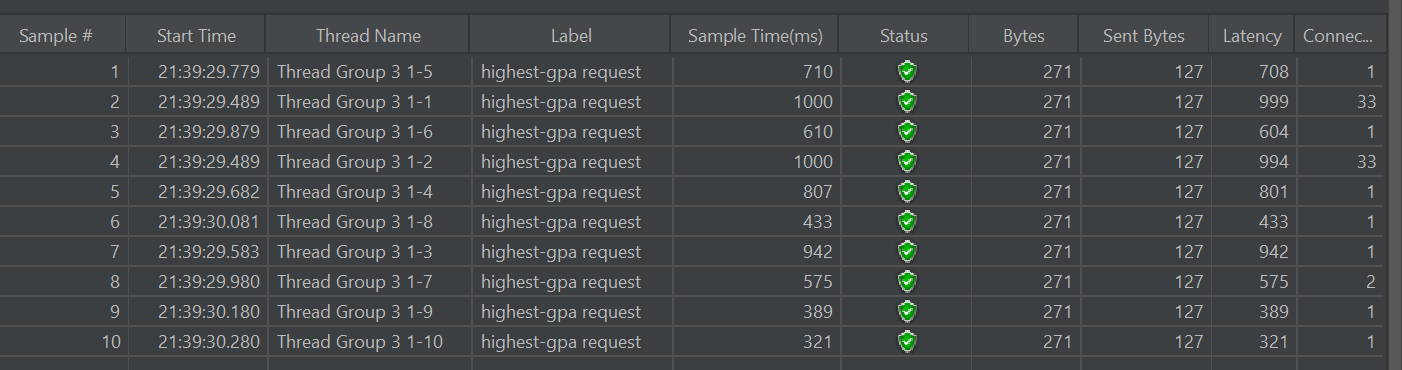 Sample # Start Time Thread Name Label Sample Time(ms) Status Bytes Sent Bytes Latency Connec...
1 21:39:29.779 Thread Group 3 1-5 highest-gpa request 710 271 127 708 1
2 21:39:29.489 Thread Group 3 1-1 highest-gpa request 1000 271 127 999 33
3 21:39:29.879 Thread Group 3 1-6 highest-gpa request 610 271 127 604 1
4 21:39:29.489 Thread Group 3 1-2 highest-gpa request 1000 271 127 994 33
5 21:39:29.682 Thread Group 3 1-4 highest-gpa request 807 271 127 801 1
6 21:39:30.081 Thread Group 3 1-8 highest-gpa request 433 271 127 433 1
7 21:39:29.583 Thread Group 3 1-3 highest-gpa request 942 271 127 942 1
8 21:39:29.980 Thread Group 3 1-7 highest-gpa request 575 271 127 575 2
9 21:39:30.180 Thread Group 3 1-9 highest-gpa request 389 271 127 389 1
10 21:39:30.280 Thread Group 3 1-10 highest-gpa request 321 271 127 321 1